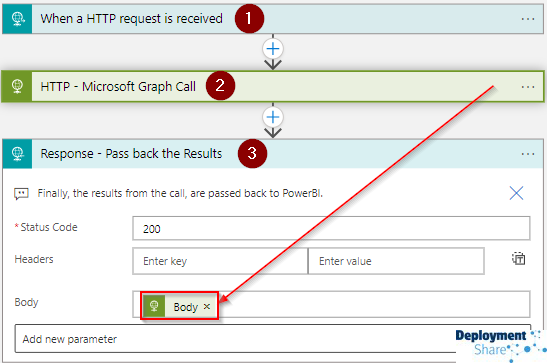 When a HTTP request is received 1
HTTP - Microsoft Graph Call 2
Response - Pass back the Results 3
Finally, the results from the call, are passed back to PowerBI.
*Status Code 200
Headers Enter key Enter value
Body Body ×
Add new parameter
Deployment
Share